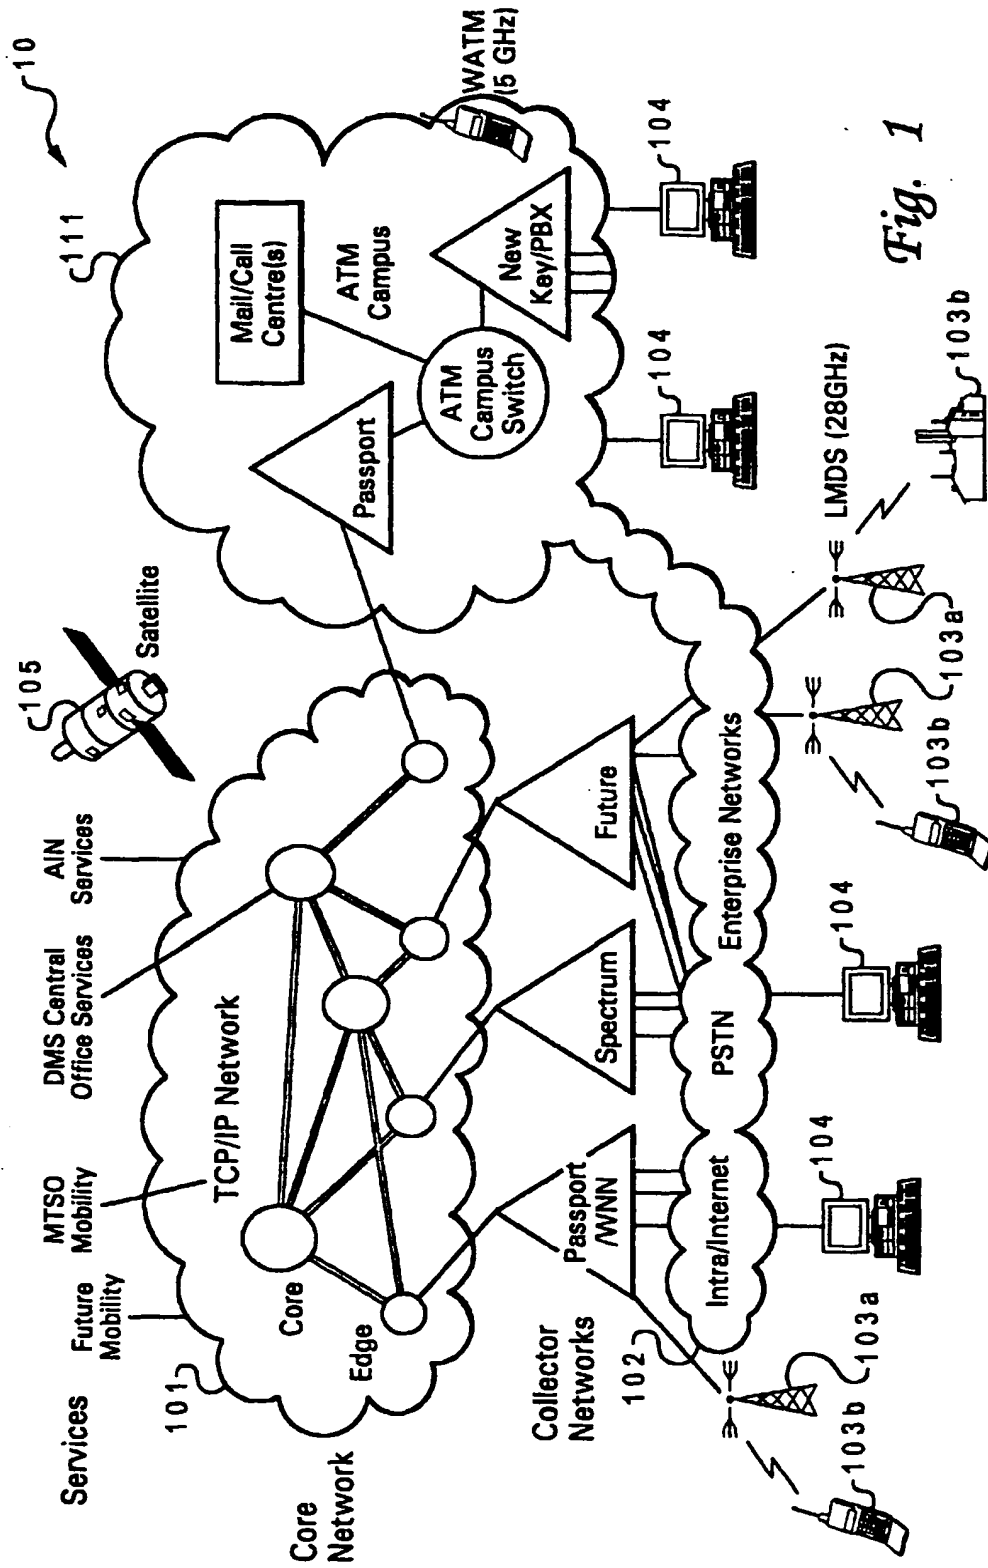 10
Services
Future
Mobility
MTSO
Mobility
DMS Central
Office Services
AIN
Services
105
Satellite
111
Mail/Call
Centre(s)
ATM
Campus
WATM
(5 GHz)
Passport
ATM
Campus
Switch
New
Key/PBX
101
TCP/IP Network
Core
Edge
Core
Network
Collector
Networks
Passport
/WNN
Spectrum
Future
102
Intra/Internet
PSTN
Enterprise Networks
104
104
103b
103a
104
104
103b
103a
LMDS (28GHz)
103b
Fig. 1